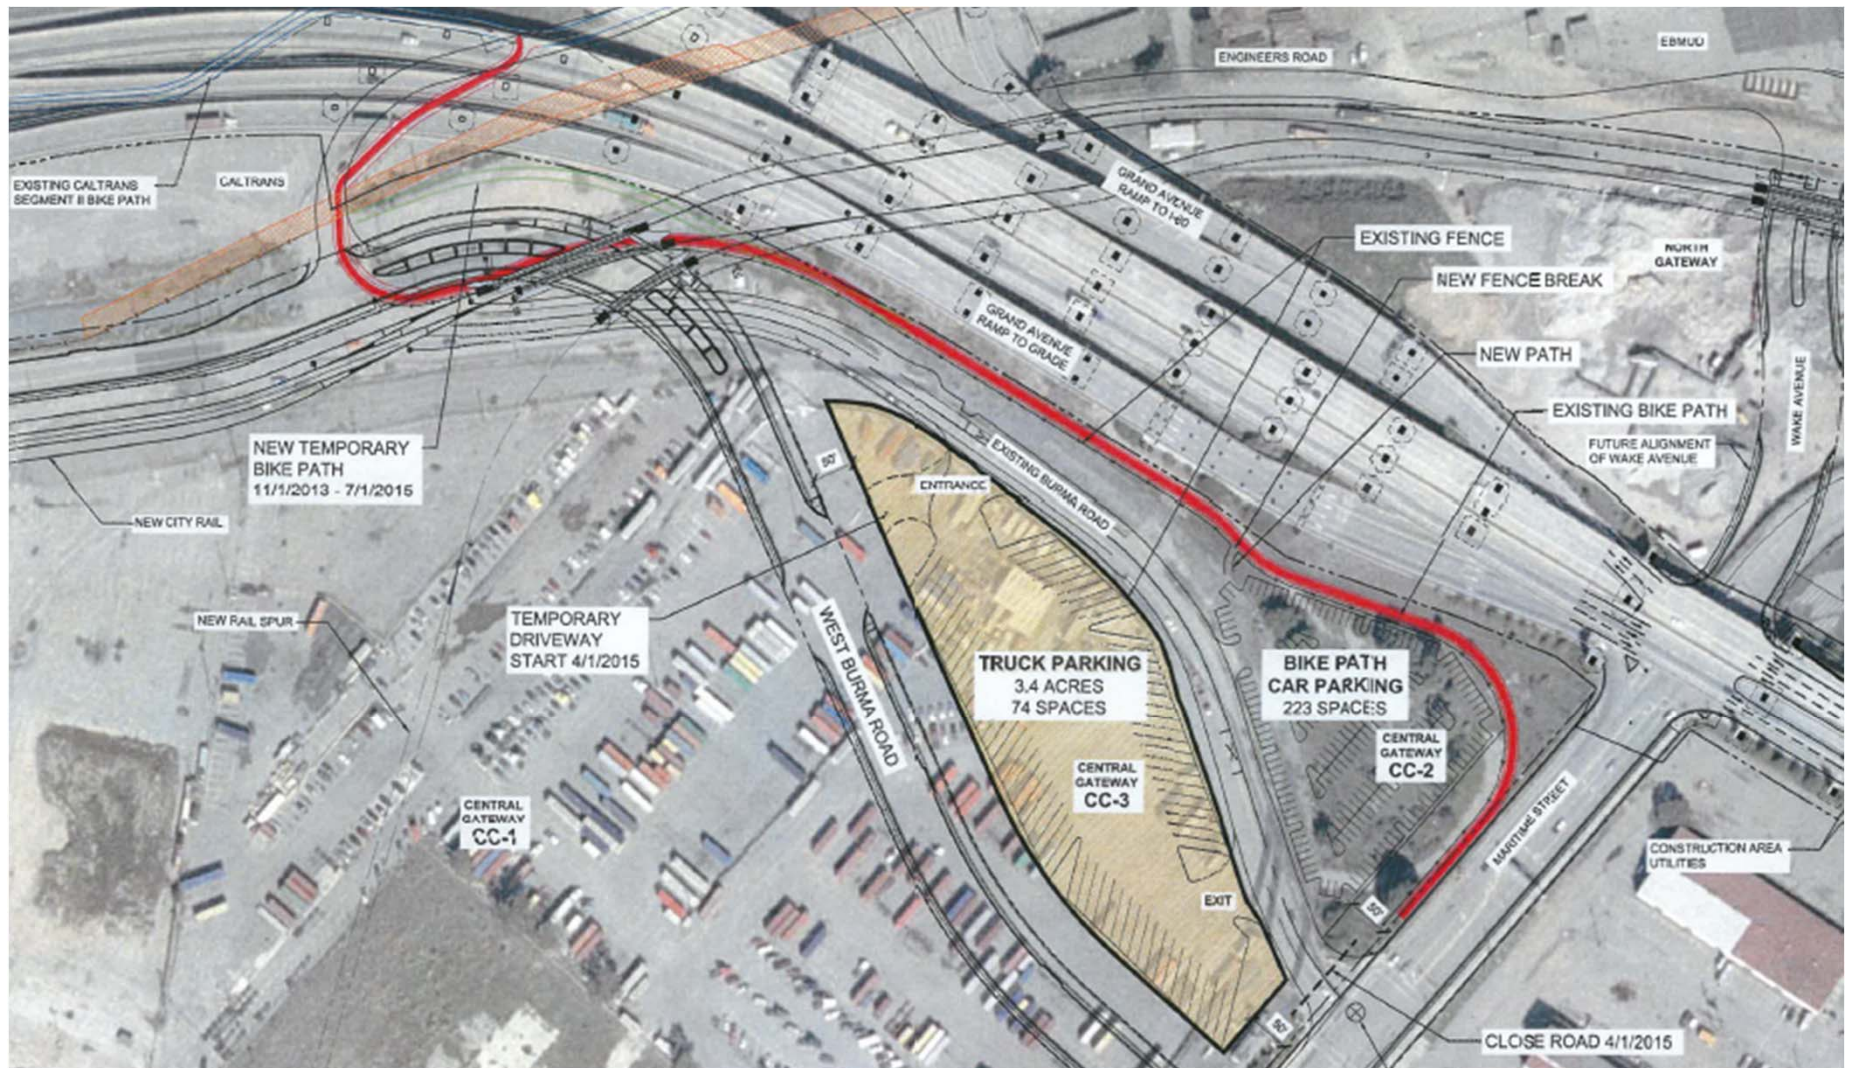 ENGINEERS ROAD
EBMUD
EXISTING CALTRANS
SEGMENT II BIKE PATH
CALTRANS
GRAND AVENUE
RAMP TO I-80
EXISTING FENCE
NORTH
GATEWAY
NEW FENCE BREAK
GRAND AVENUE
RAMP TO GRADE
NEW PATH
WAKE AVENUE
EXISTING BIKE PATH
FUTURE ALIGNMENT
OF WAKE AVENUE
NEW TEMPORARY
BIKE PATH
11/1/2013 - 7/1/2015
50'
ENTRANCE
EXISTING BURMA ROAD
NEW CITY RAIL
NEW RAIL SPUR
TEMPORARY
DRIVEWAY
START 4/1/2015
WEST BURMA ROAD
TRUCK PARKING
3.4 ACRES
74 SPACES
BIKE PATH
CAR PARKING
223 SPACES
CENTRAL
GATEWAY
CC-2
CENTRAL
GATEWAY
CC-3
CENTRAL
GATEWAY
CC-1
MARITIME STREET
CONSTRUCTION AREA
UTILITIES
EXIT
50'
50'
CLOSE ROAD 4/1/2015